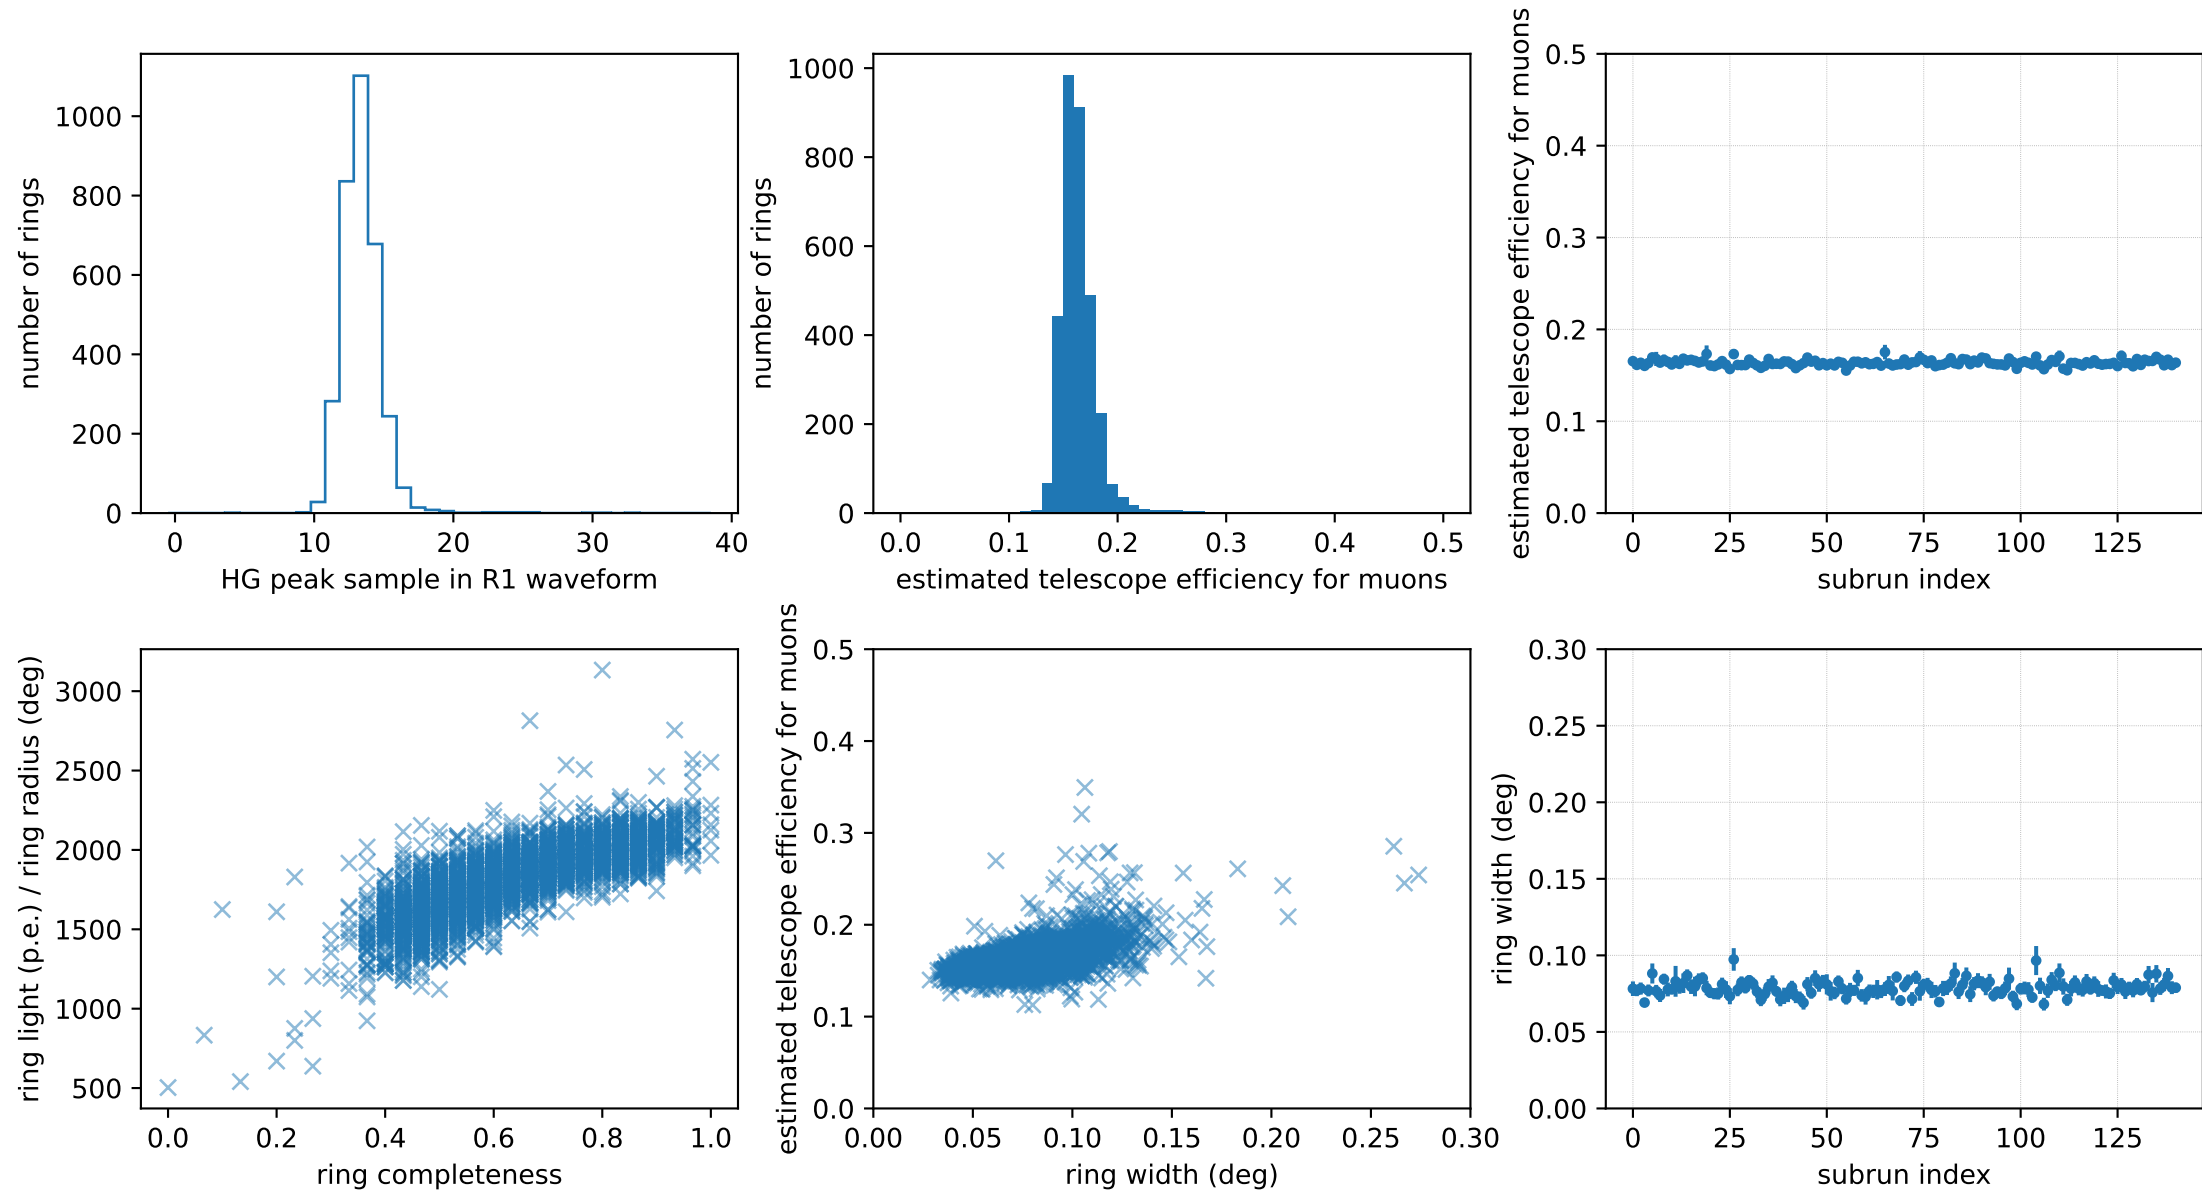 number of rings
1000
800
600
400
200
0
0 10 20 30 40
HG peak sample in R1 waveform
number of rings
1000
800
600
400
200
0
0.0 0.1 0.2 0.3 0.4 0.5
estimated telescope efficiency for muons
estimated telescope efficiency for muons
0.5
0.4
0.3
0.2
0.1
0.0
0 25 50 75 100 125
subrun index
ring light (p.e.) / ring radius (deg)
3000
2500
2000
1500
1000
500
0.0 0.2 0.4 0.6 0.8 1.0
ring completeness
estimated telescope efficiency for muons
0.5
0.4
0.3
0.2
0.1
0.0
0.00 0.05 0.10 0.15 0.20 0.25 0.30
ring width (deg)
ring width (deg)
0.30
0.25
0.20
0.15
0.10
0.05
0.00
0 25 50 75 100 125
subrun index